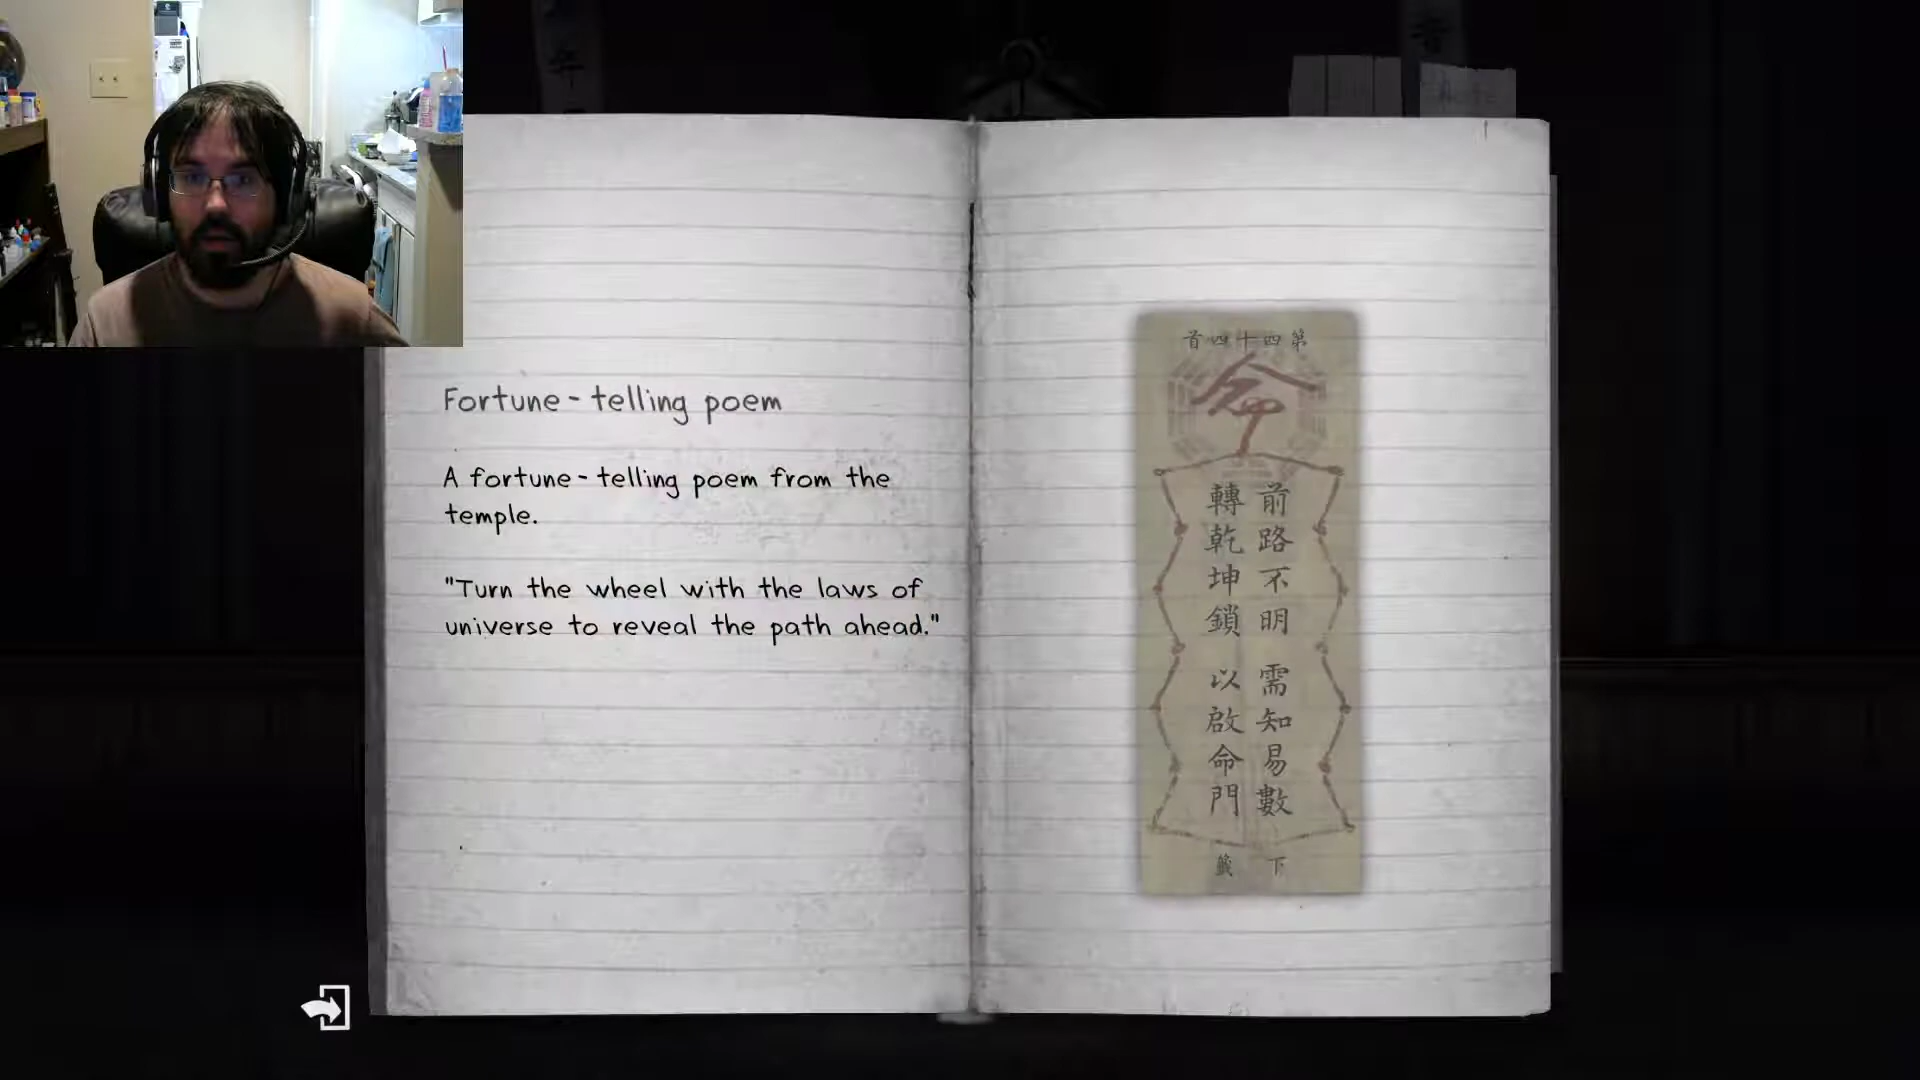 Fortune-telling poem
A fortune-telling poem from the
temple.
"Turn the wheel with the laws of
universe to reveal the path ahead."
首四十四第
命
前路不明 需知易數
轉乾坤鎖 以啟命門
籤 下